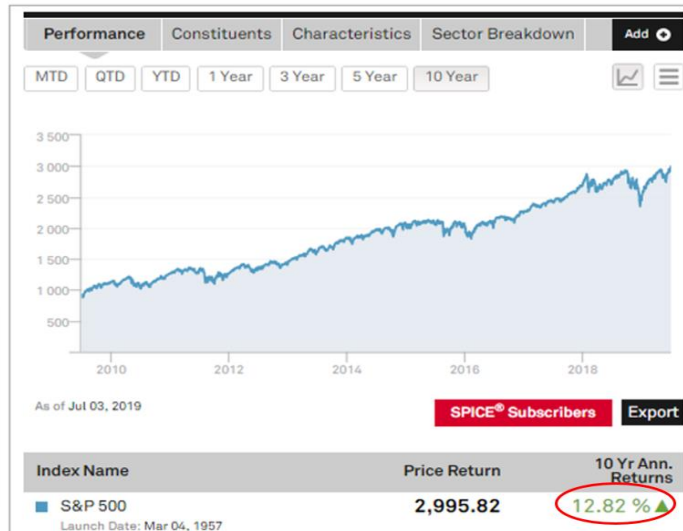 Performance Constituents Characteristics Sector Breakdown Add
MTD QTD YTD 1 Year 3 Year 5 Year 10 Year
3 500
3 000
2 500
2 000
1 500
1 000
500
2010 2012 2014 2016 2018
As of Jul 03, 2019
SPICE® Subscribers Export
Index Name Price Return 10 Yr Ann. Returns
S&P 500 2,995.82 12.82 % ▲
Launch Date: Mar 04, 1957